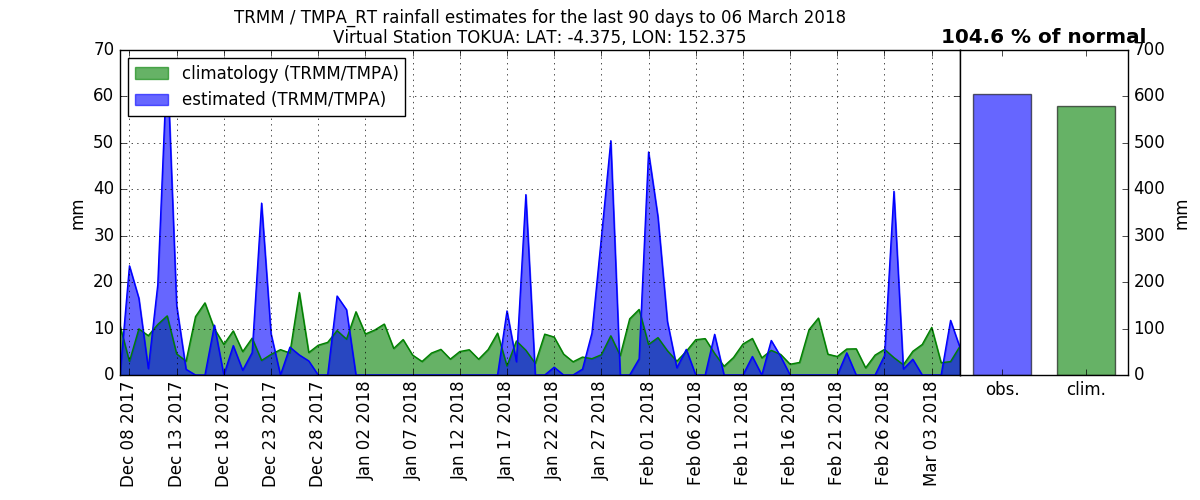 TRMM / TMPA_RT rainfall estimates for the last 90 days to 06 March 2018
Virtual Station TOKUA: LAT: -4.375, LON: 152.375
104.6 % of normal
climatology (TRMM/TMPA)
estimated (TRMM/TMPA)
70
60
50
40
30
20
10
0
mm
Dec 08 2017
Dec 13 2017
Dec 18 2017
Dec 23 2017
Dec 28 2017
Jan 02 2018
Jan 07 2018
Jan 12 2018
Jan 17 2018
Jan 22 2018
Jan 27 2018
Feb 01 2018
Feb 06 2018
Feb 11 2018
Feb 16 2018
Feb 21 2018
Feb 26 2018
Mar 03 2018
obs.
clim.
700
600
500
400
300
200
100
0
mm